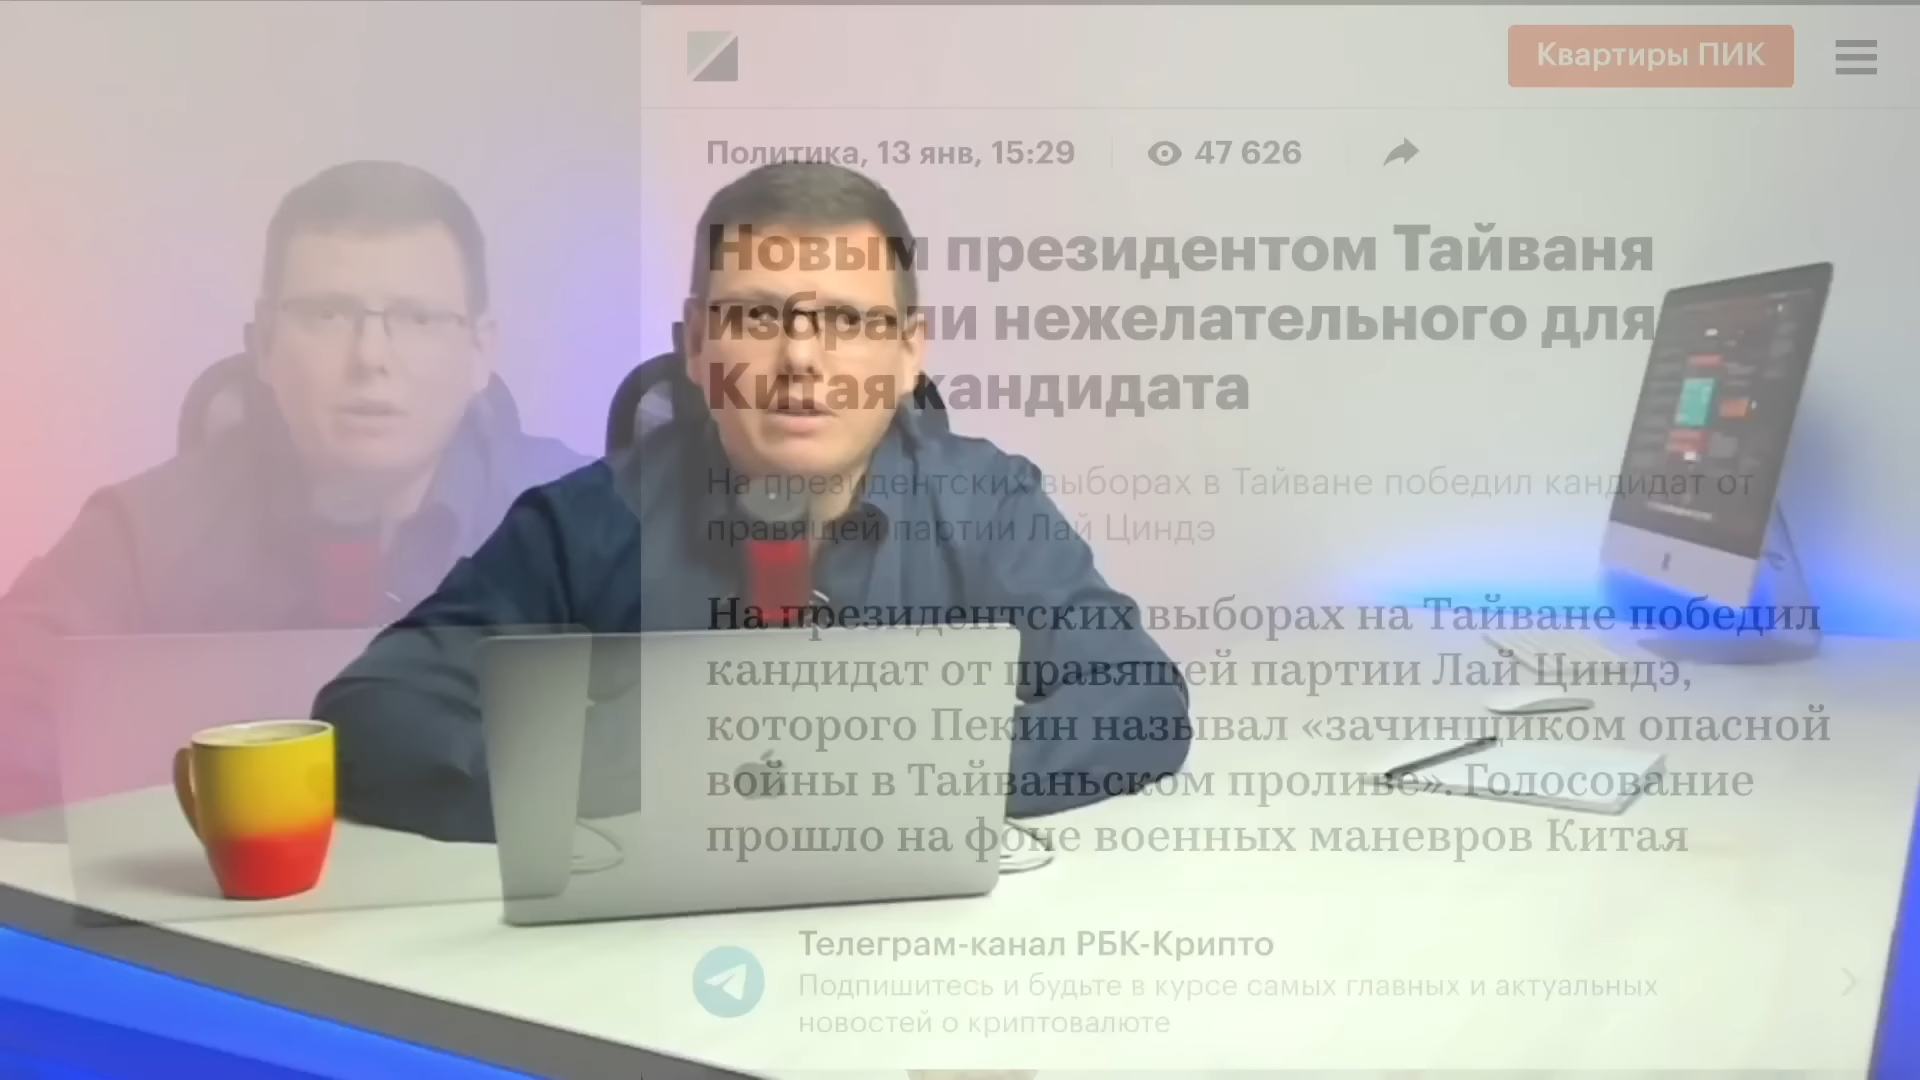 Квартиры ПИК
Политика, 13 янв, 15:29
47 626
Новым президентом Тайваня
избрали нежелательного для
Китая кандидата
На президентских выборах в Тайване победил кандидат от
правящей партии Лай Циндэ
На президентских выборах на Тайване победил
кандидат от правящей партии Лай Циндэ,
которого Пекин называл «зачинщиком опасной
войны в Тайваньском проливе». Голосование
прошло на фоне военных маневров Китая
Телеграм-канал РБК-Крипто
Подпишитесь и будьте в курсе самых главных и актуальных
новостей о криптовалюте